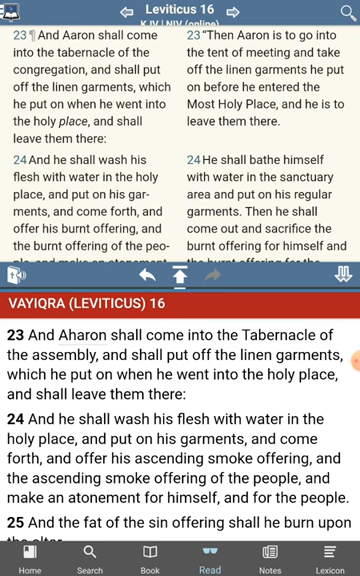 Leviticus 16
KJV | NIV (online)
23 ¶ And Aaron shall come
into the tabernacle of the
congregation, and shall put
off the linen garments, which
he put on when he went into
the holy place, and shall
leave them there:
24 And he shall wash his
flesh with water in the holy
place, and put on his gar-
ments, and come forth, and
offer his burnt offering, and
the burnt offering of the peo-
ple, and make an atonement
23 “Then Aaron is to go into
the tent of meeting and take
off the linen garments he put
on before he entered the
Most Holy Place, and he is to
leave them there.
24 He shall bathe himself
with water in the sanctuary
area and put on his regular
garments. Then he shall
come out and sacrifice the
burnt offering for himself and
the burnt offering for the
VAYIQRA (LEVITICUS) 16
23 And Aharon shall come into the Tabernacle of
the assembly, and shall put off the linen garments,
which he put on when he went into the holy place,
and shall leave them there:
24 And he shall wash his flesh with water in the
holy place, and put on his garments, and come
forth, and offer his ascending smoke offering, and
the ascending smoke offering of the people, and
make an atonement for himself, and for the people.
25 And the fat of the sin offering shall he burn upon
the altar.
Home
Search
Book
Read
Notes
Lexicon